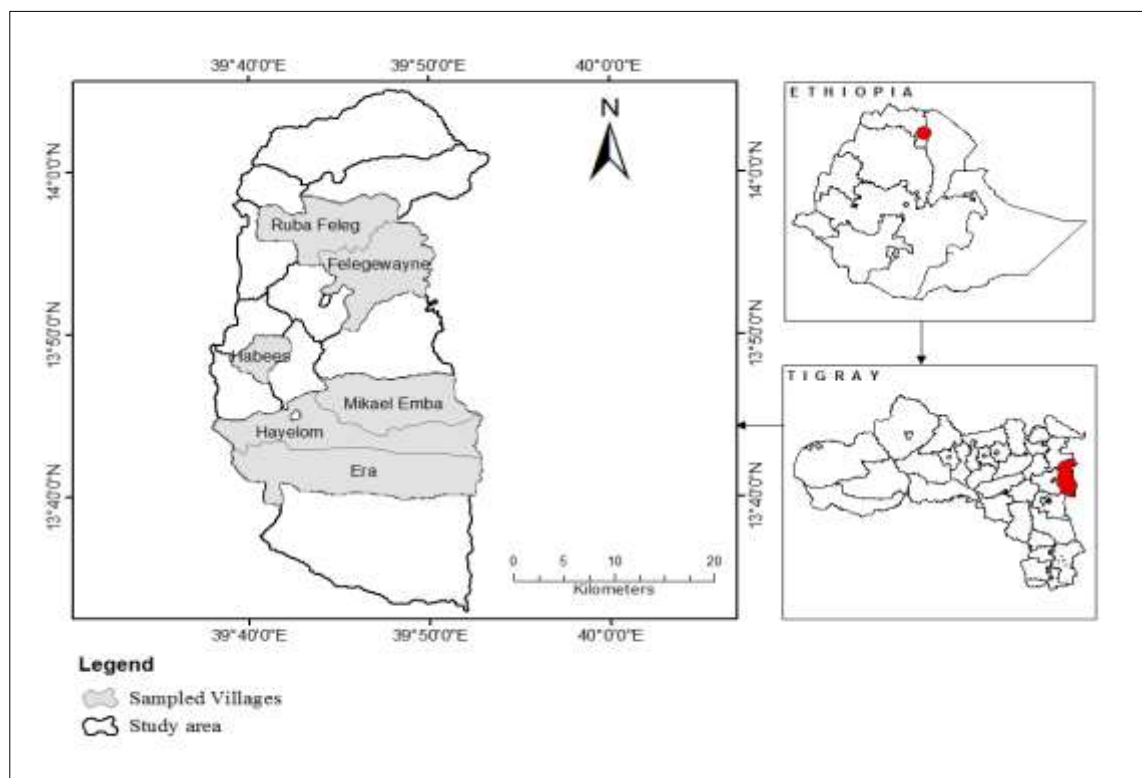 39°40'0"E 39°50'0"E 40°0'0"E
N
14°0'0"N 14°0'0"N
Ruba Feleg
Felegewayne
13°50'0"N 13°50'0"N
Habees
Mikael Emba
Hayelom
Era
13°40'0"N 13°40'0"N
0 5 10 20
Kilometers
39°40'0"E 39°50'0"E 40°0'0"E
ETHIOPIA
TIGRAY
Legend
Sampled Villages
Study area